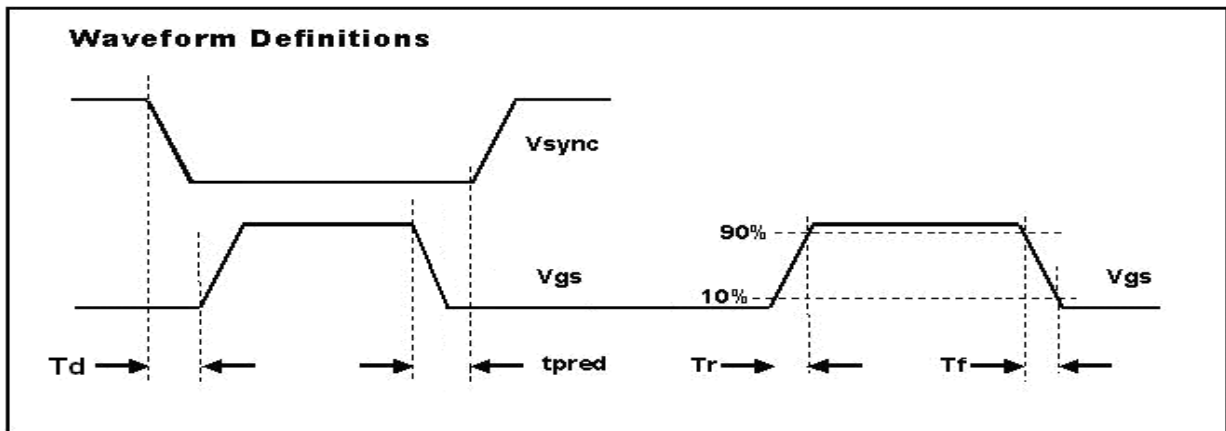 Waveform Definitions
Vsync
90%
Vgs
Vgs
10%
Td
tpred
Tr
Tf